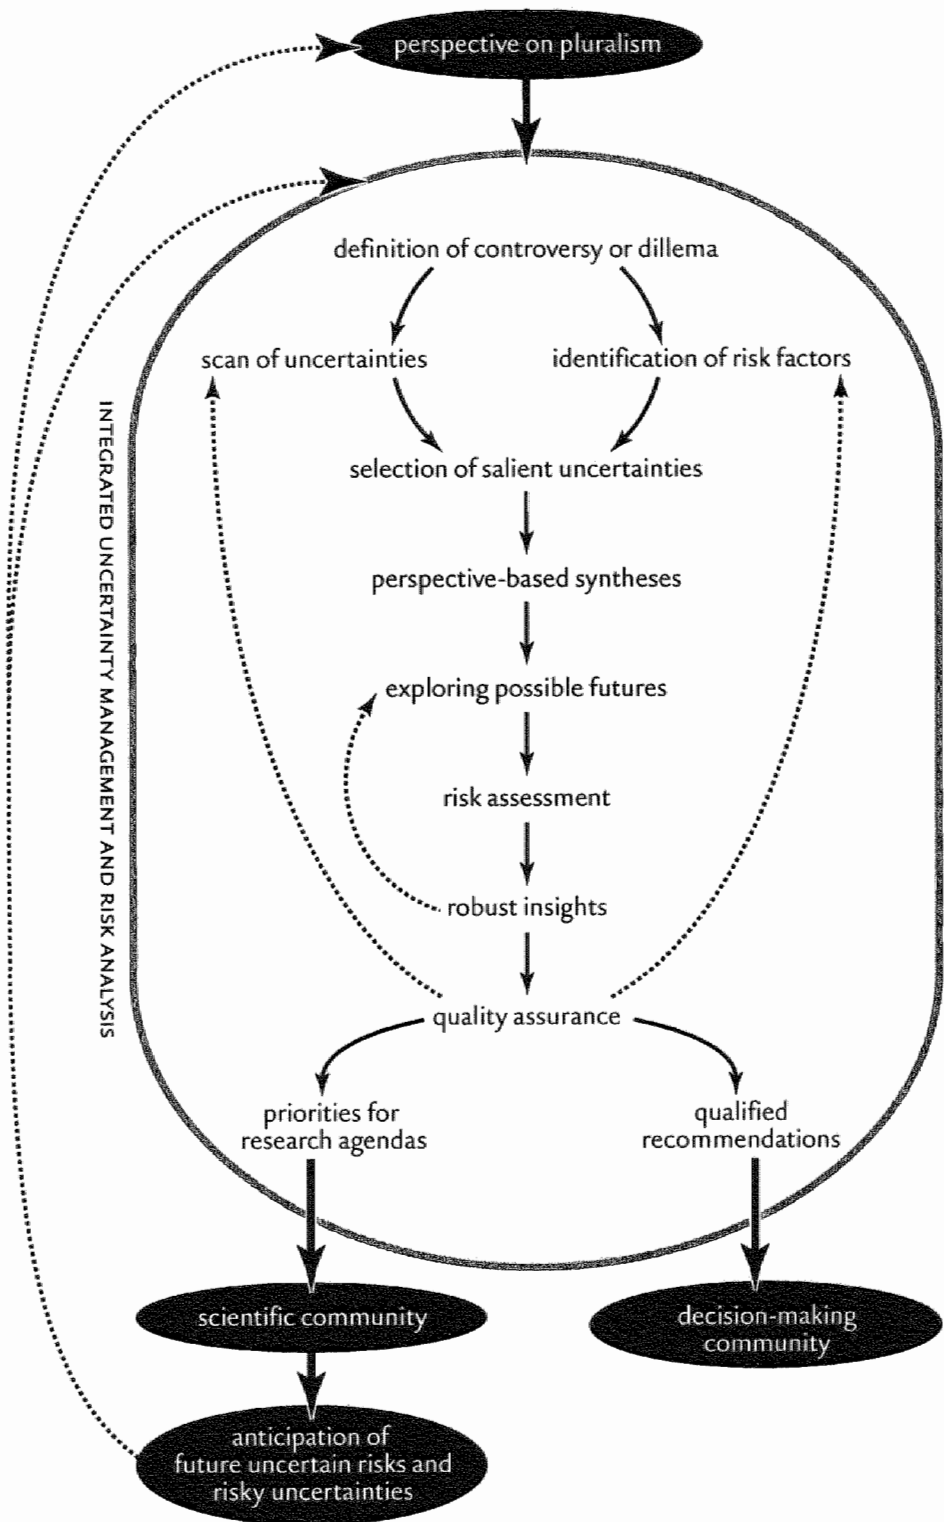 perspective on pluralism
definition of controversy or dillema
scan of uncertainties
identification of risk factors
INTEGRATED UNCERTAINTY MANAGEMENT AND RISK ANALYSIS
selection of salient uncertainties
perspective-based syntheses
exploring possible futures
risk assessment
robust insights
quality assurance
priorities for
research agendas
qualified
recommendations
scientific community
decision-making
community
anticipation of
future uncertain risks and
risky uncertainties